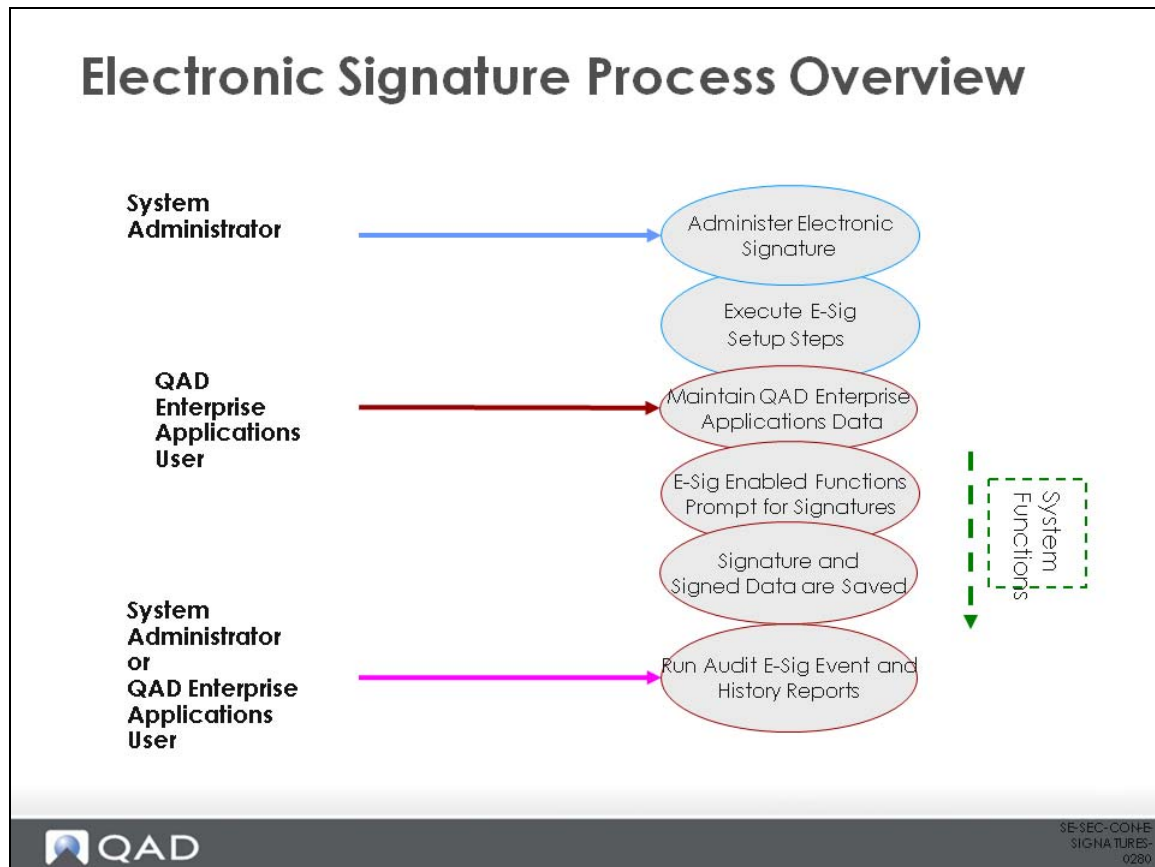 Electronic Signature Process Overview
System
Administrator
Administer Electronic
Signature
Execute E-Sig
Setup Steps
QAD
Enterprise
Applications
User
Maintain QAD Enterprise
Applications Data
E-Sig Enabled Functions
Prompt for Signatures
System
Functions
Signature and
Signed Data are Saved
System
Administrator
or
QAD Enterprise
Applications
User
Run Audit E-Sig Event and
History Reports
QAD
SE-SEC-CON-E-
SIGNATURES-
0280